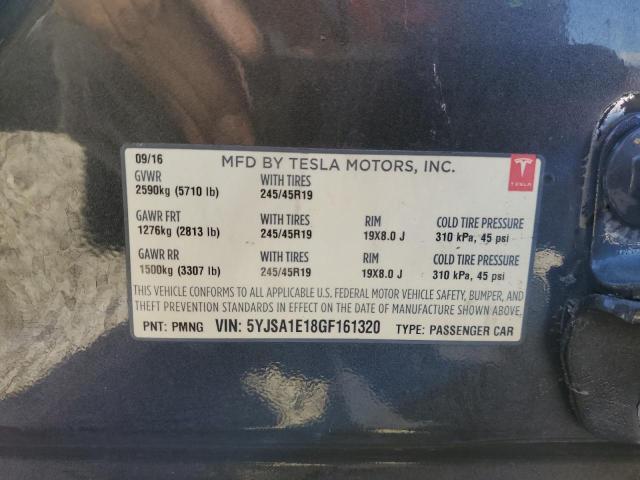 09/16 MFD BY TESLA MOTORS, INC.
GVWR WITH TIRES
2590kg (5710 lb) 245/45R19
TESLA
GAWR FRT WITH TIRES RIM COLD TIRE PRESSURE
1276kg (2813 lb) 245/45R19 19X8.0 J 310 kPa, 45 psi
GAWR RR WITH TIRES RIM COLD TIRE PRESSURE
1500kg (3307 lb) 245/45R19 19X8.0 J 310 kPa, 45 psi
THIS VEHICLE CONFORMS TO ALL APPLICABLE U.S. FEDERAL MOTOR VEHICLE SAFETY, BUMPER, AND
THEFT PREVENTION STANDARDS IN EFFECT ON THE DATE OF MANUFACTURE SHOWN ABOVE.
PNT: PMNG VIN: 5YJSA1E18GF161320 TYPE: PASSENGER CAR